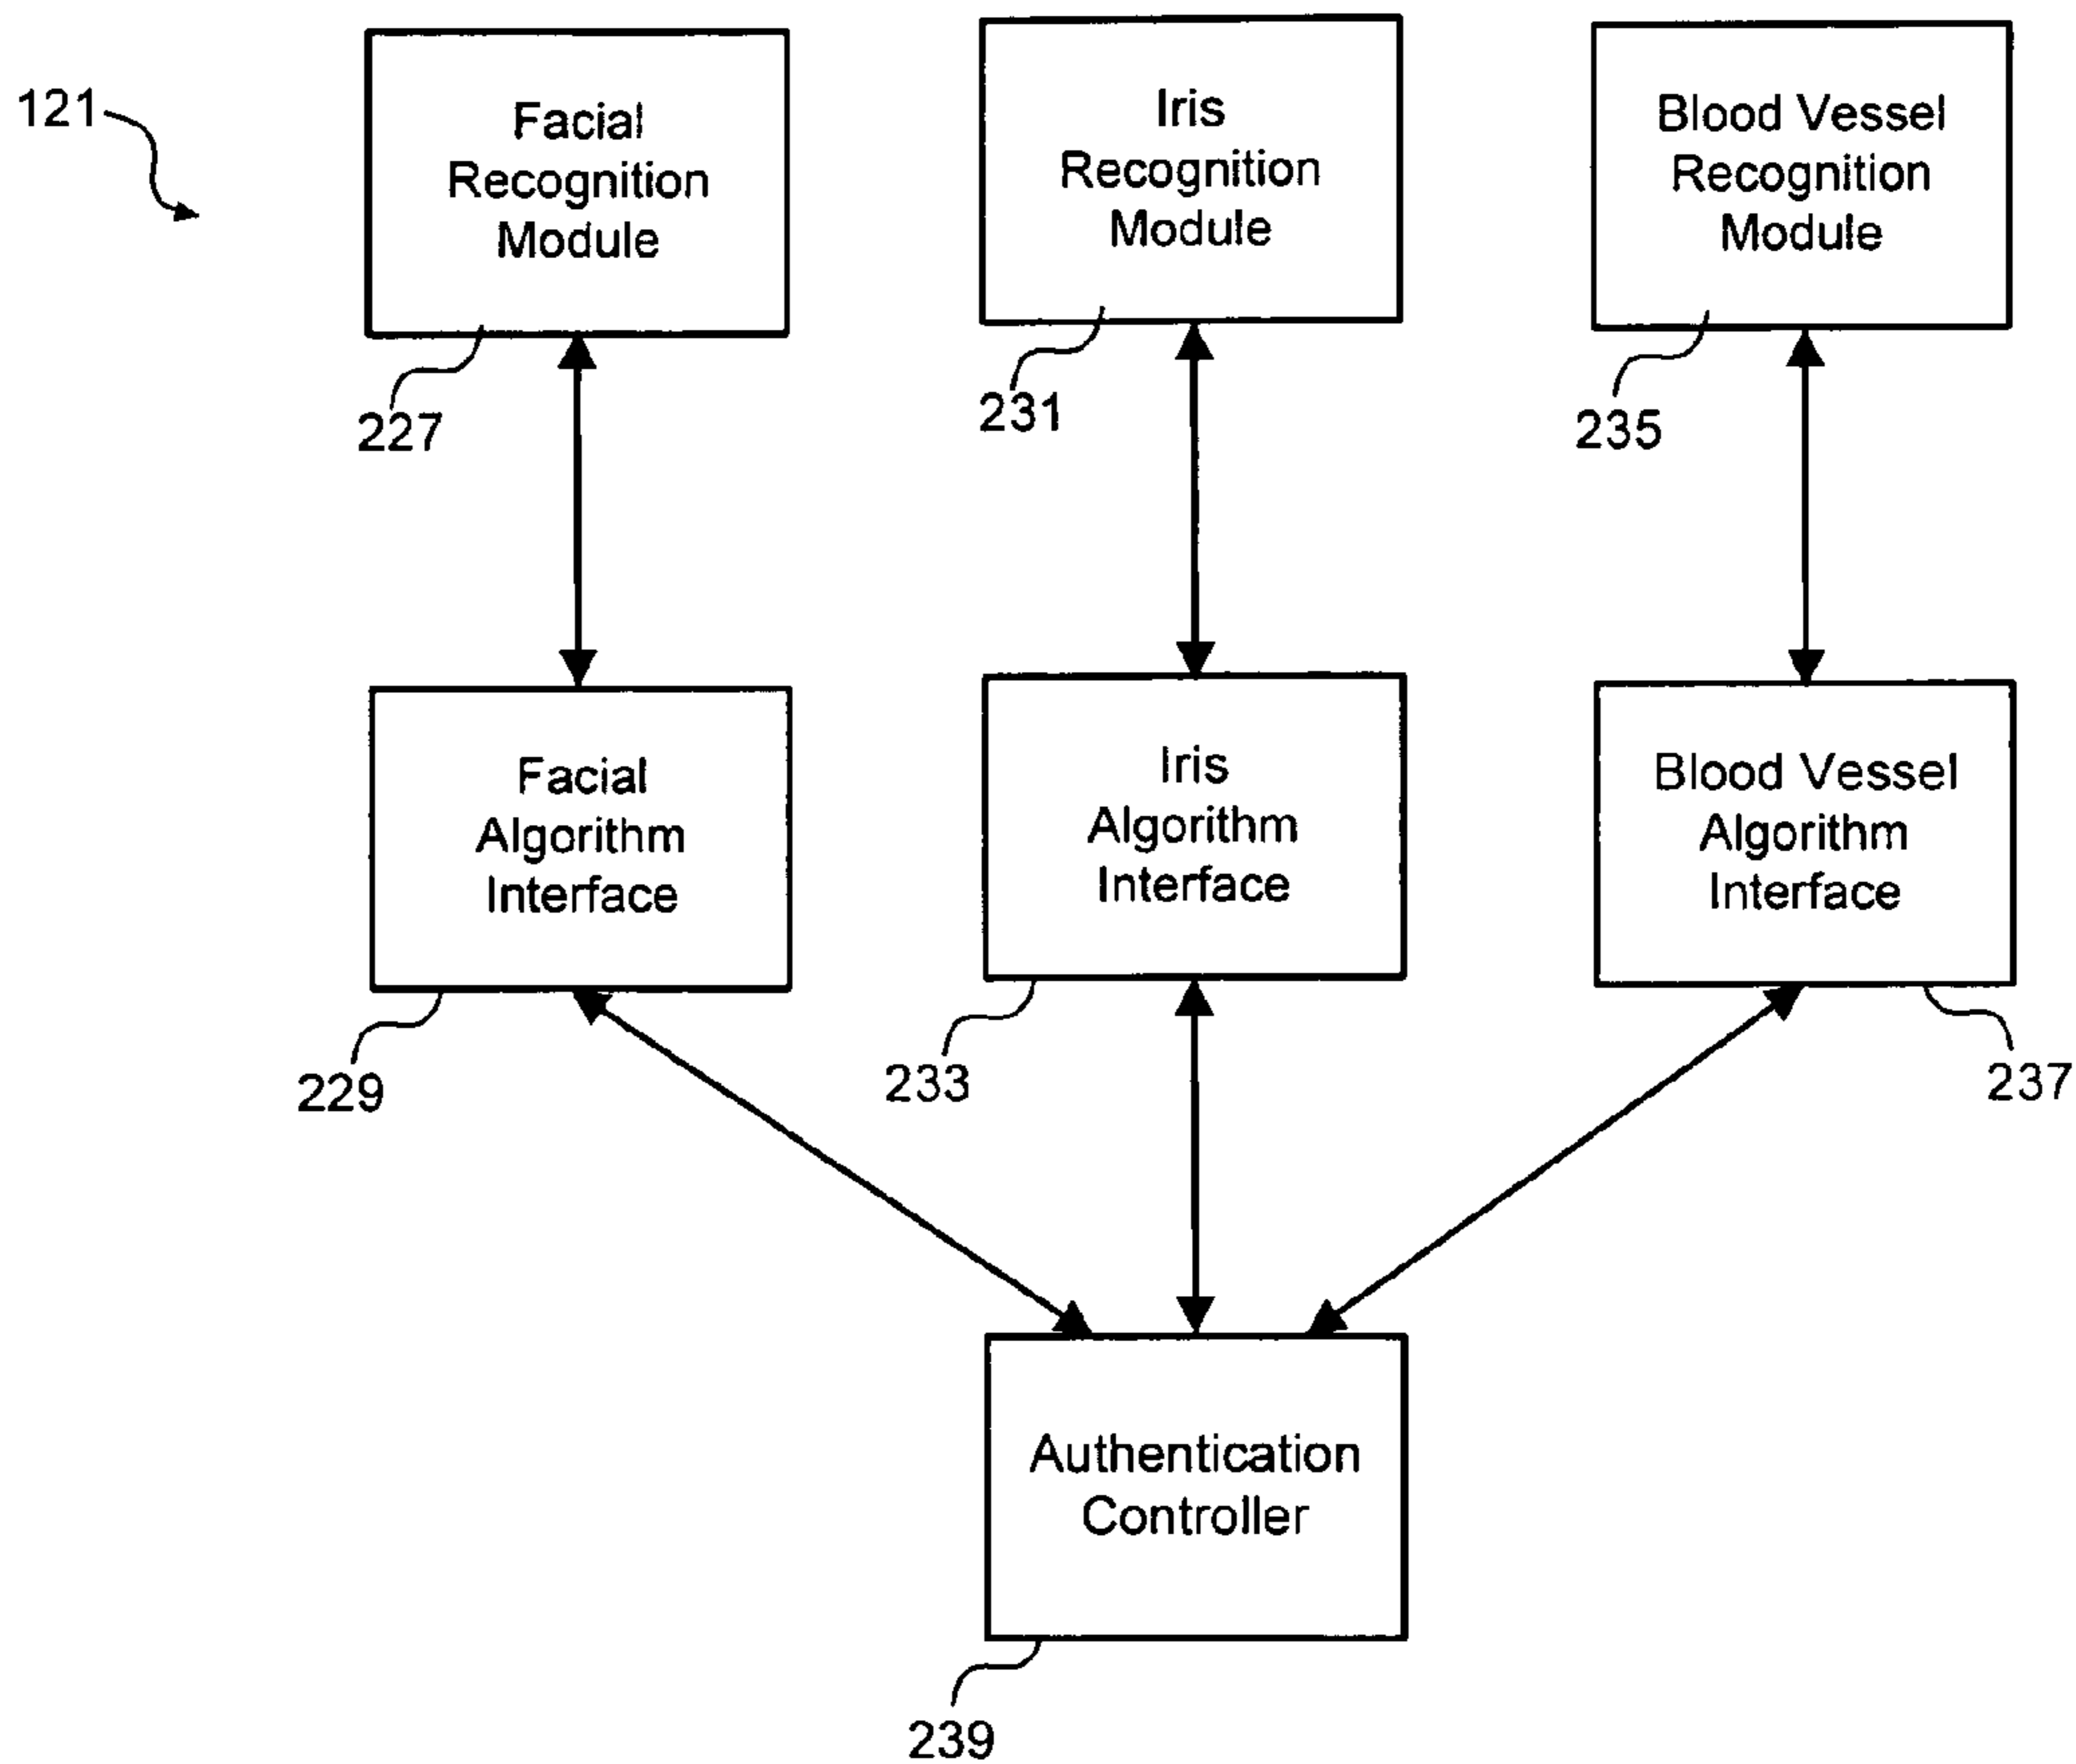 121
Facial
Recognition
Module
227
Iris
Recognition
Module
231
Blood Vessel
Recognition
Module
235
Facial
Algorithm
Interface
229
Iris
Algorithm
Interface
233
Blood Vessel
Algorithm
Interface
237
Authentication
Controller
239